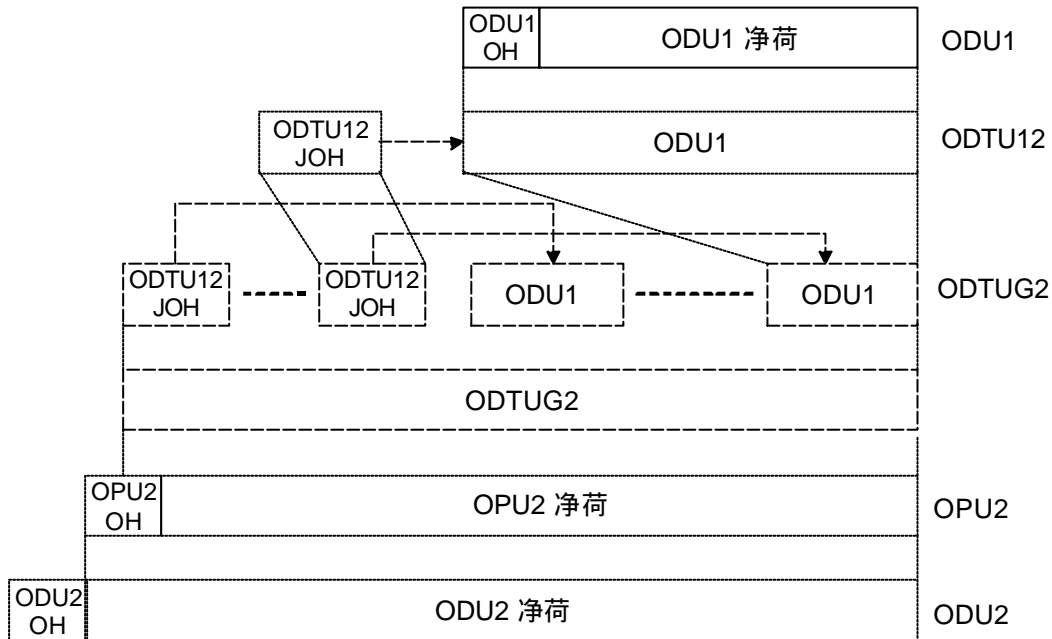 ODU1
OH
ODU1 净荷
ODU1
ODTU12
JOH
ODU1
ODTU12
ODTU12
JOH
ODTU12
JOH
ODU1
ODU1
ODTUG2
ODTUG2
OPU2
OH
OPU2 净荷
OPU2
ODU2
OH
ODU2 净荷
ODU2